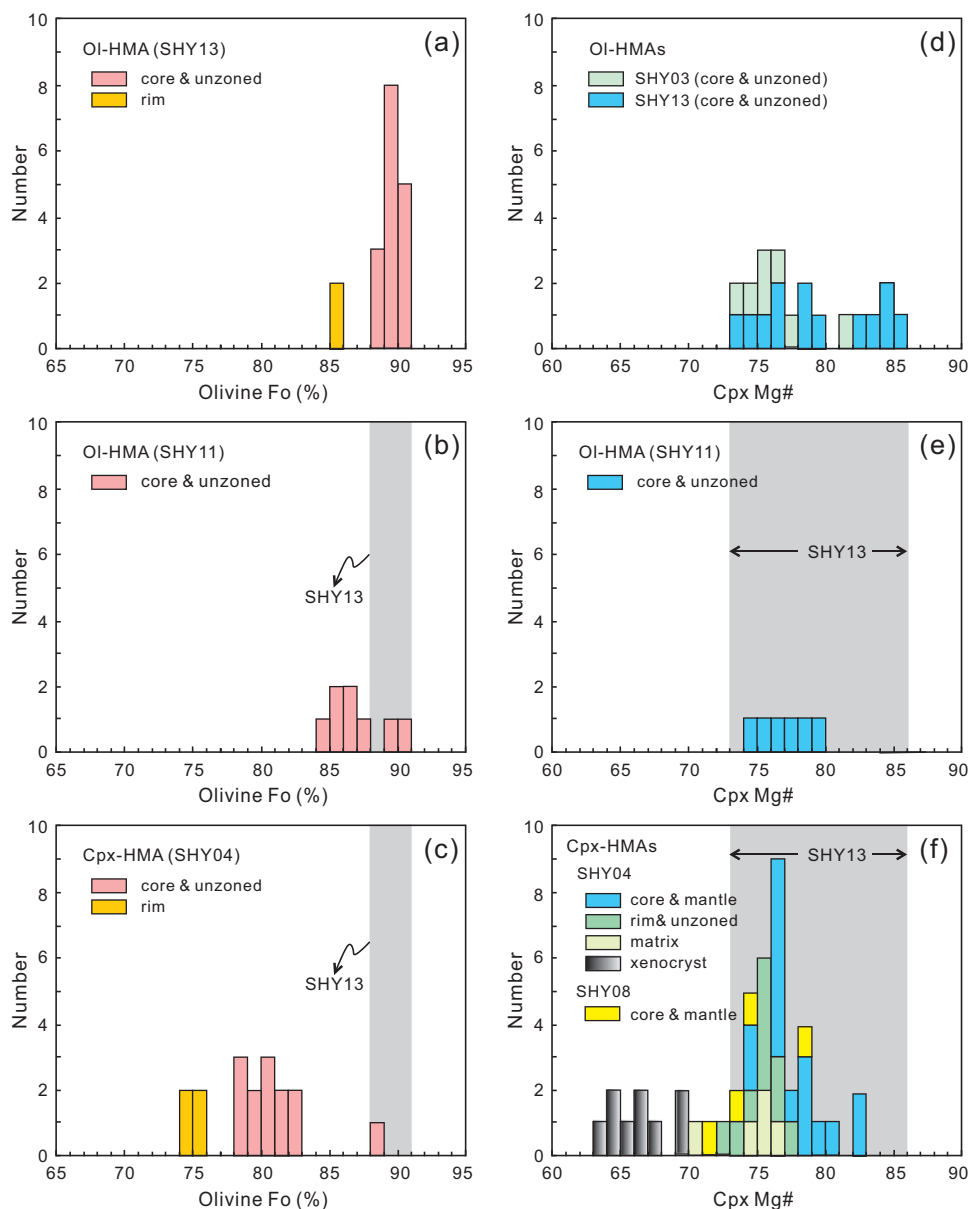 (a)
Ol-HMA (SHY13)
core & unzoned
rim
Number
10
8
6
4
2
0
65 70 75 80 85 90 95
Olivine Fo (%)
(d)
Ol-HMAs
SHY03 (core & unzoned)
SHY13 (core & unzoned)
Number
10
8
6
4
2
0
60 65 70 75 80 85 90
Cpx Mg#
(b)
Ol-HMA (SHY11)
core & unzoned
SHY13
Number
10
8
6
4
2
0
65 70 75 80 85 90 95
Olivine Fo (%)
(e)
Ol-HMA (SHY11)
core & unzoned
SHY13
Number
10
8
6
4
2
0
60 65 70 75 80 85 90
Cpx Mg#
(c)
Cpx-HMA (SHY04)
core & unzoned
rim
SHY13
Number
10
8
6
4
2
0
65 70 75 80 85 90 95
Olivine Fo (%)
(f)
Cpx-HMAs
SHY13
SHY04
core & mantle
rim& unzoned
matrix
xenocryst
SHY08
core & mantle
Number
10
8
6
4
2
0
60 65 70 75 80 85 90
Cpx Mg#